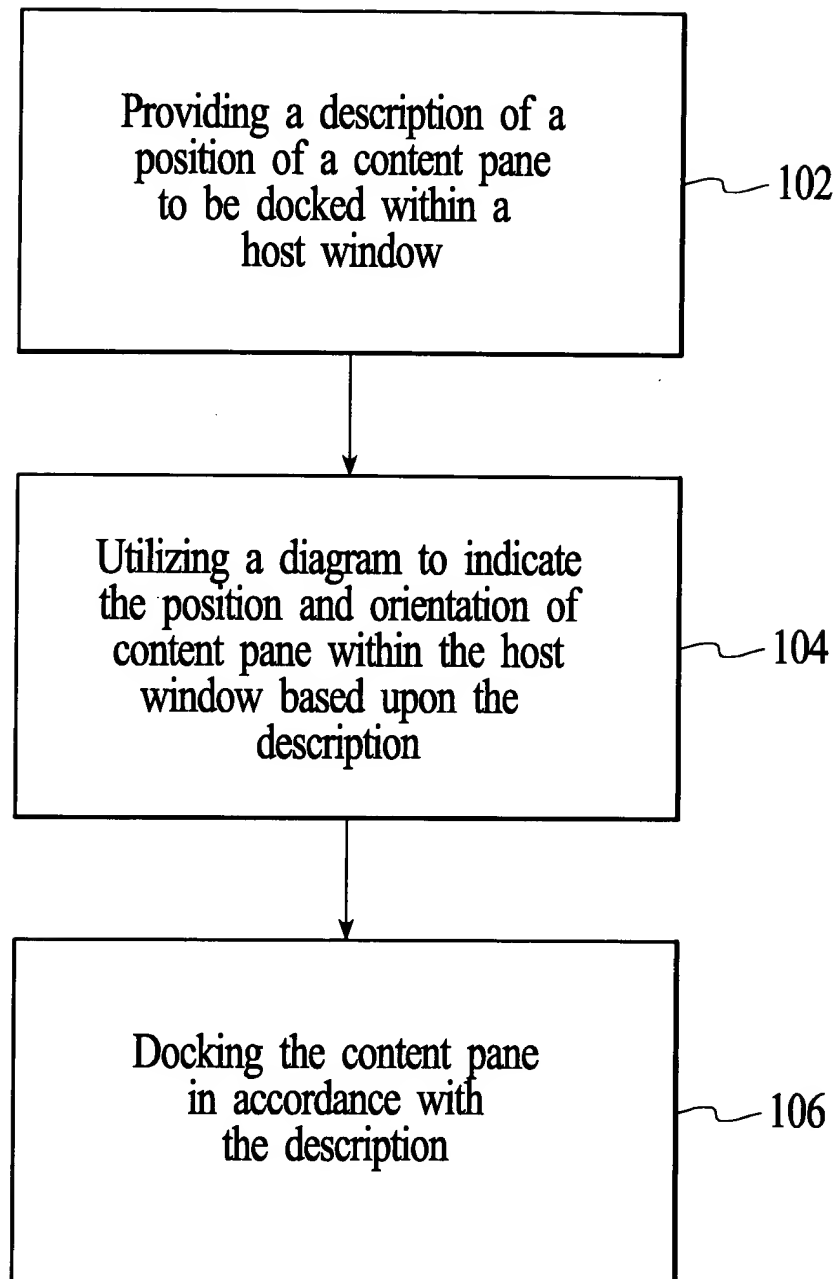 Providing a description of a
position of a content pane
to be docked within a
host window
102
Utilizing a diagram to indicate
the position and orientation of
content pane within the host
window based upon the
description
104
Docking the content pane
in accordance with
the description
106